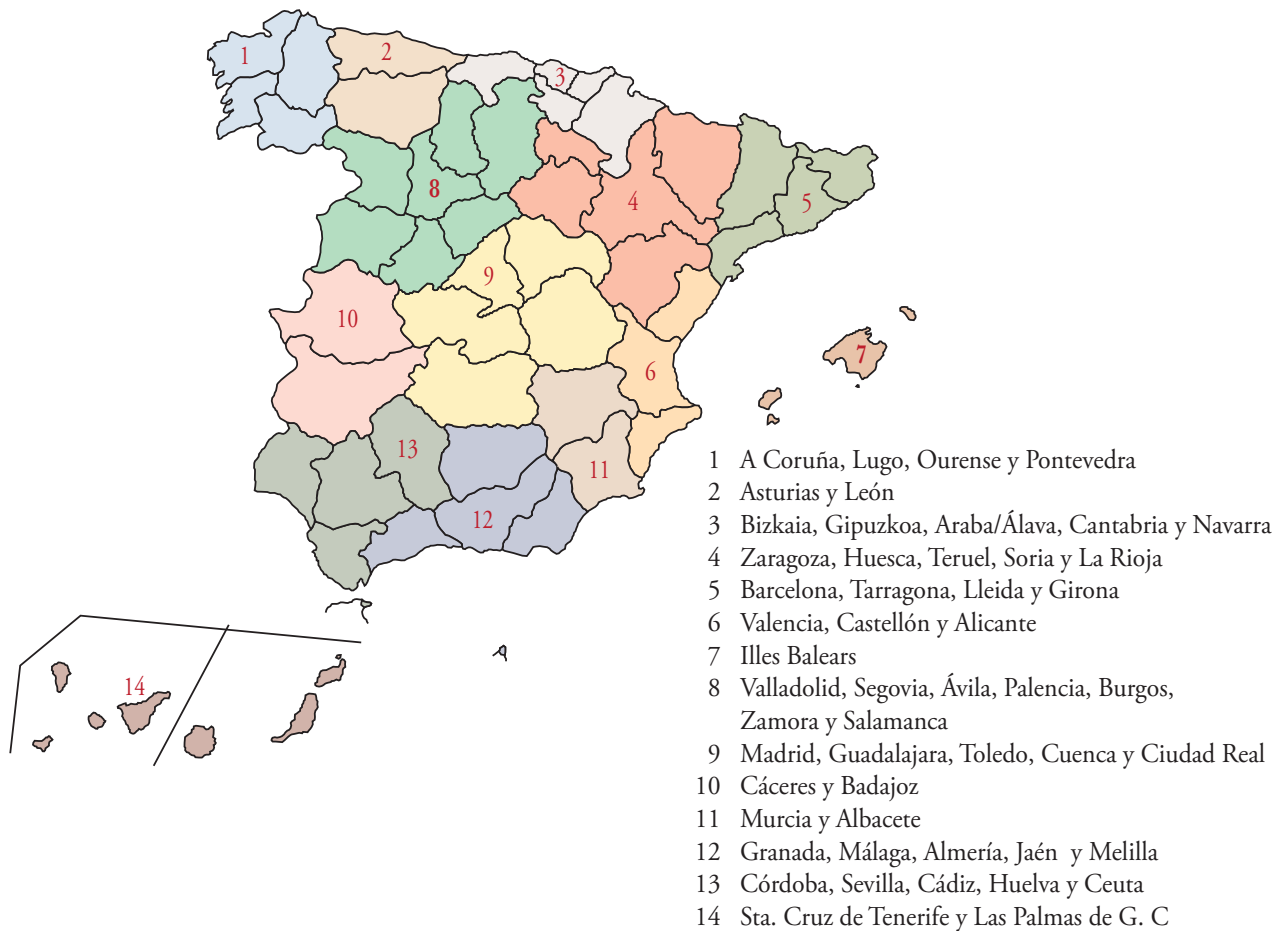 1
2
3
4
5
6
7
8
9
10
11
12
13
14
1 A Coruña, Lugo, Ourense y Pontevedra
2 Asturias y León
3 Bizkaia, Gipuzkoa, Araba/Álava, Cantabria y Navarra
4 Zaragoza, Huesca, Teruel, Soria y La Rioja
5 Barcelona, Tarragona, Lleida y Girona
6 Valencia, Castellón y Alicante
7 Illes Balears
8 Valladolid, Segovia, Ávila, Palencia, Burgos,
Zamora y Salamanca
9 Madrid, Guadalajara, Toledo, Cuenca y Ciudad Real
10 Cáceres y Badajoz
11 Murcia y Albacete
12 Granada, Málaga, Almería, Jaén y Melilla
13 Córdoba, Sevilla, Cádiz, Huelva y Ceuta
14 Sta. Cruz de Tenerife y Las Palmas de G. C